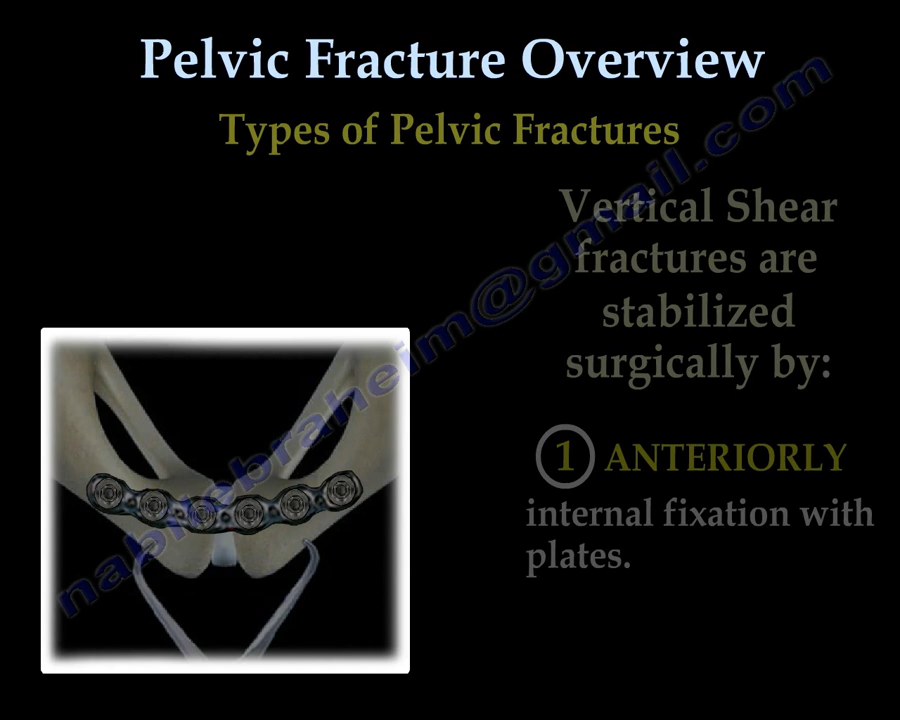 Pelvic Fracture Overview
Types of Pelvic Fractures
Vertical Shear
fractures are
stabilized
surgically by:
1 ANTERIORLY
internal fixation with
plates.
nabilebraheim@gmail.com